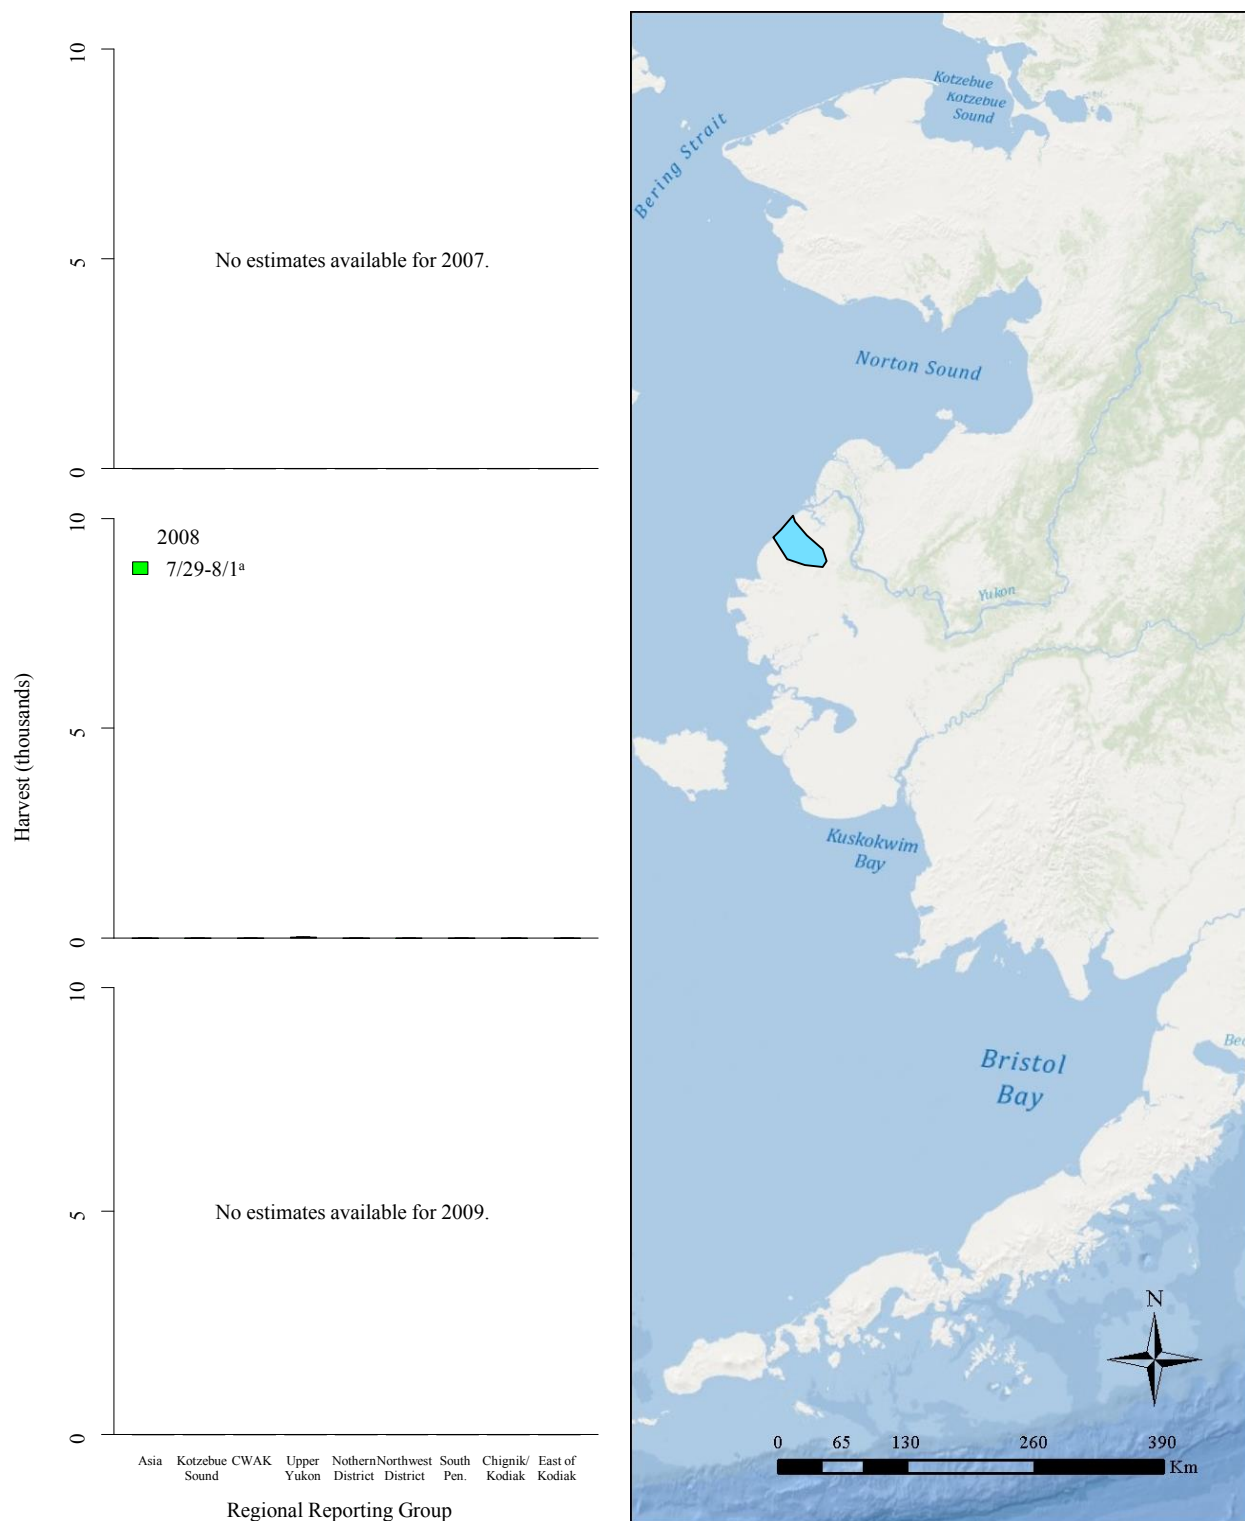 10
5
0
No estimates available for 2007.
10
5
0
2008
7/29-8/1ª
10
5
0
No estimates available for 2009.
Harvest (thousands)
Asia
Kotzebue
Sound
CWAK
Upper
Yukon
Nothern
District
Northwest
District
South
Pen.
Chignik/
Kodiak
East of
Kodiak
Regional Reporting Group
Kotzebue
Kotzebue
Sound
Bering Strait
Norton Sound
Yukon
Kuskokwim
Bay
Bristol
Bay
N
0 65 130 260 390
Km